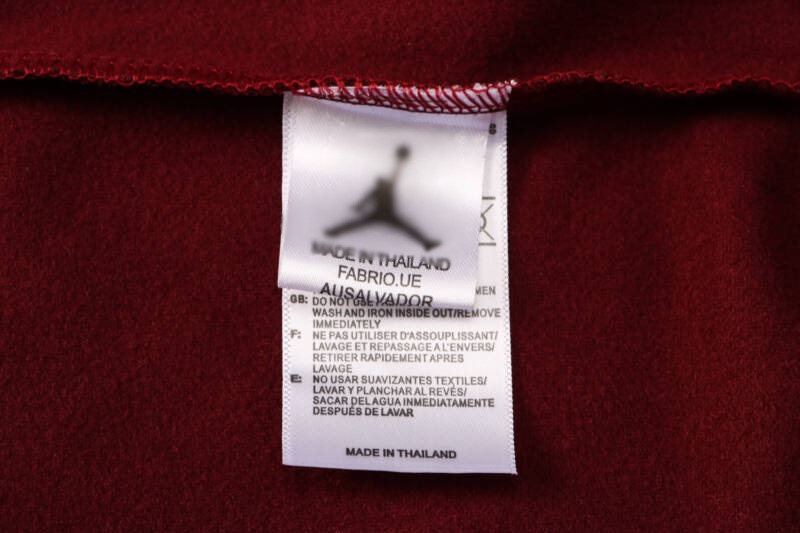 8
MADE IN THAILAND
FABRIO.UE
AUSALVADOR
MEN
GB: DO NOT USE
WASH AND IRON INSIDE OUT/REMOVE
IMMEDIATELY
F: NE PAS UTILISER D'ASSOUPLISSANT/
LAVAGE ET REPASSAGE A L'ENVERS/
RETIRER RAPIDEMENT APRES
LAVAGE
E: NO USAR SUAVIZANTES TEXTILES/
LAVAR Y PLANCHAR AL REVÉS/
SACAR DEL AGUA INMEDIATAMENTE
DESPUÉS DE LAVAR
MADE IN THAILAND